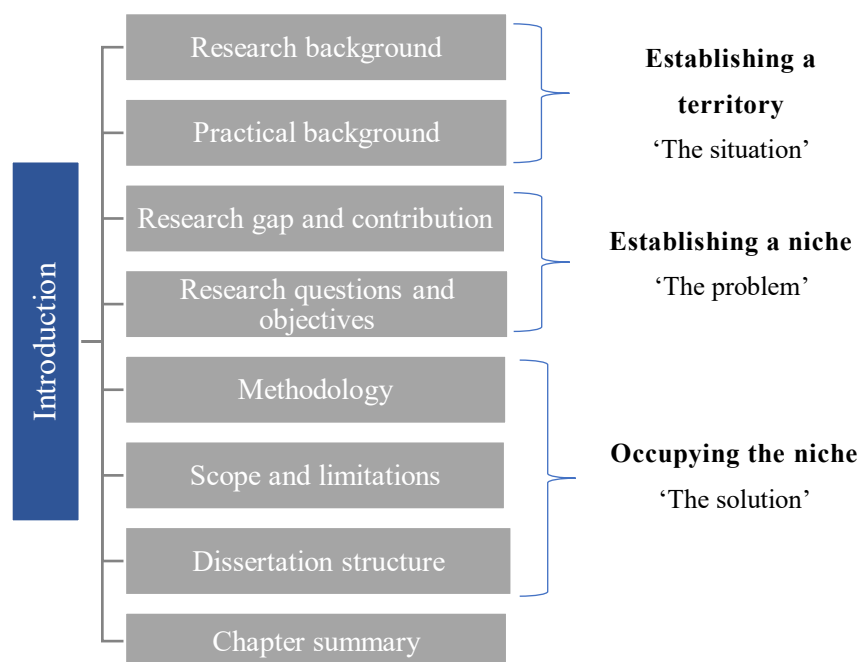 Introduction
Research background
Practical background
Research gap and contribution
Research questions and
objectives
Methodology
Scope and limitations
Dissertation structure
Chapter summary
Establishing a
territory
‘The situation’
Establishing a niche
‘The problem’
Occupying the niche
‘The solution’